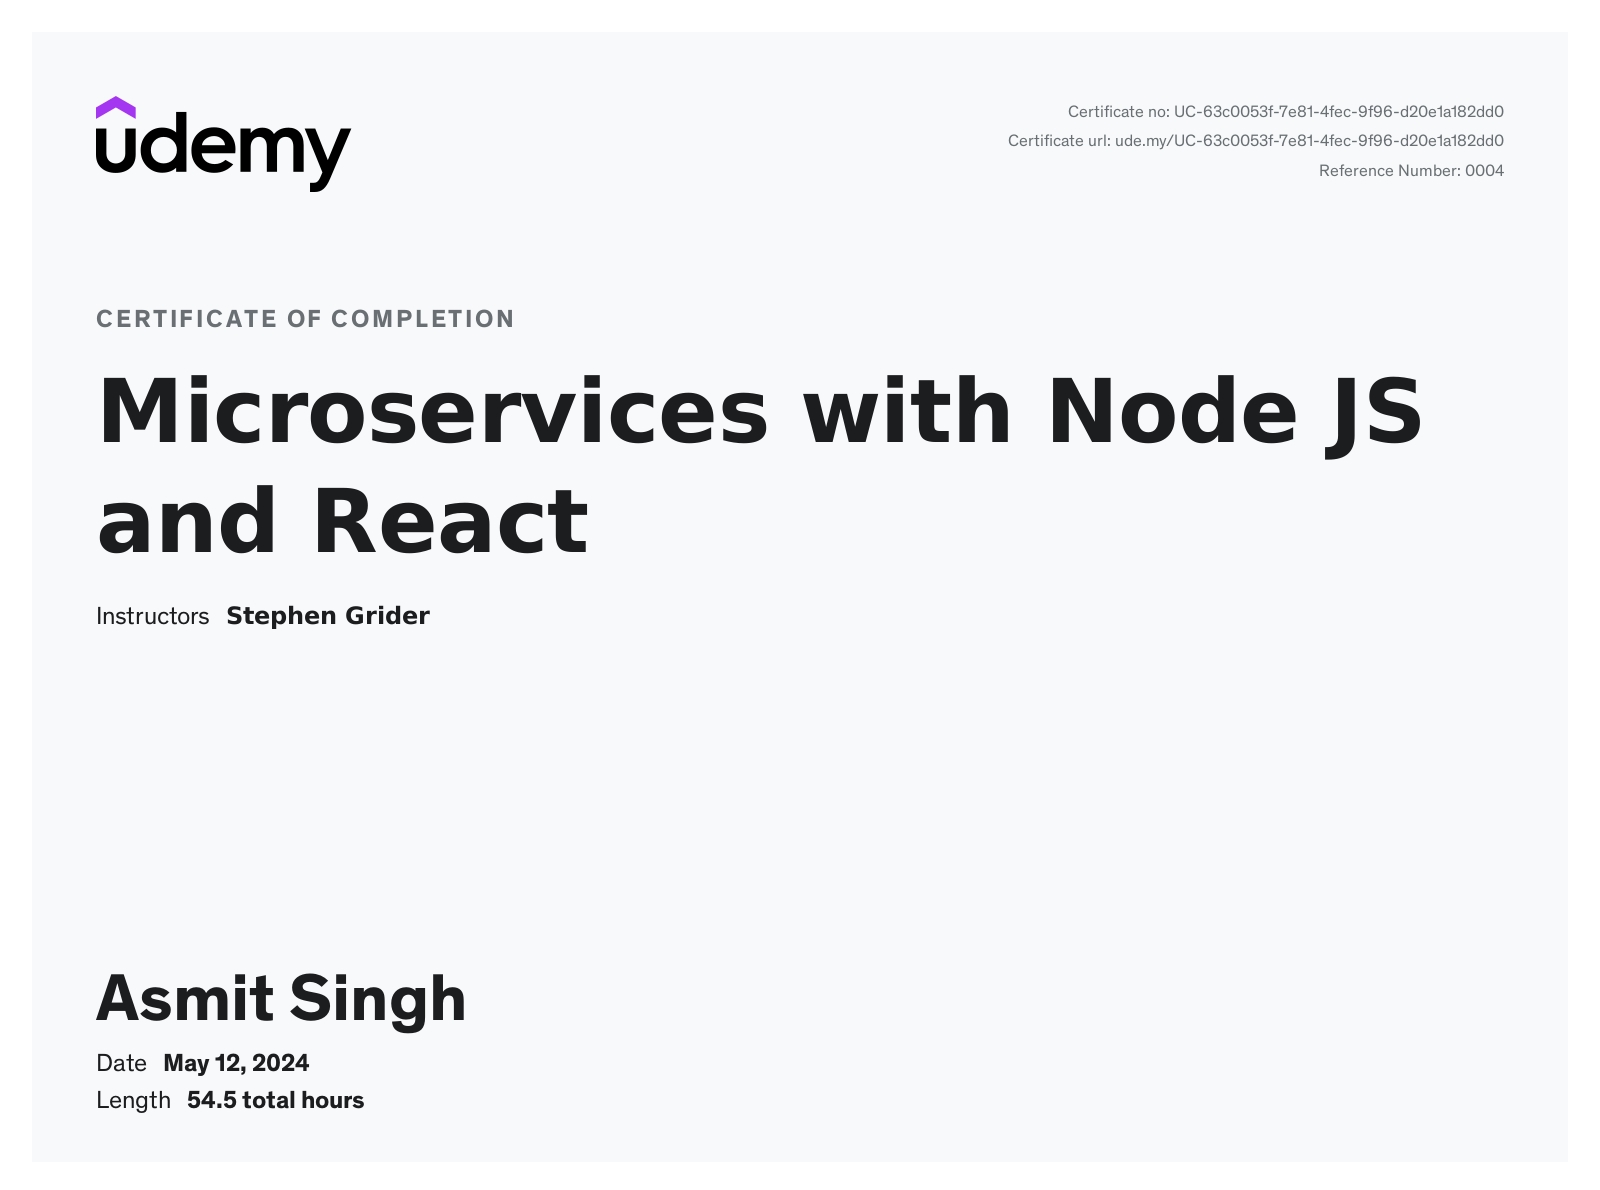 udemy
Certificate no: UC-63c0053f-7e81-4fec-9f96-d20e1a182dd0
Certificate url: ude.my/UC-63c0053f-7e81-4fec-9f96-d20e1a182dd0
Reference Number: 0004
CERTIFICATE OF COMPLETION
Microservices with Node JS
and React
Instructors Stephen Grider
Asmit Singh
Date May 12, 2024
Length 54.5 total hours